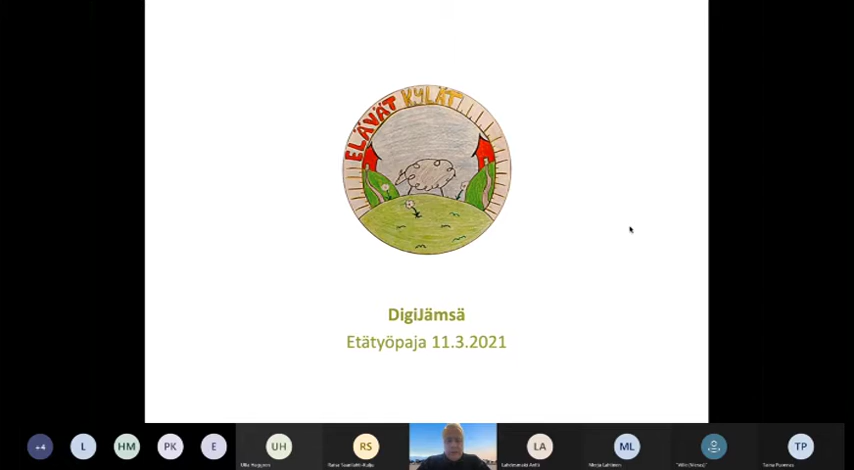 ELÄVÄT KYLÄT
DigiJämsä
Etätyöpaja 11.3.2021
+4
L
HM
PK
E
UH
RS
LA
ML
TP